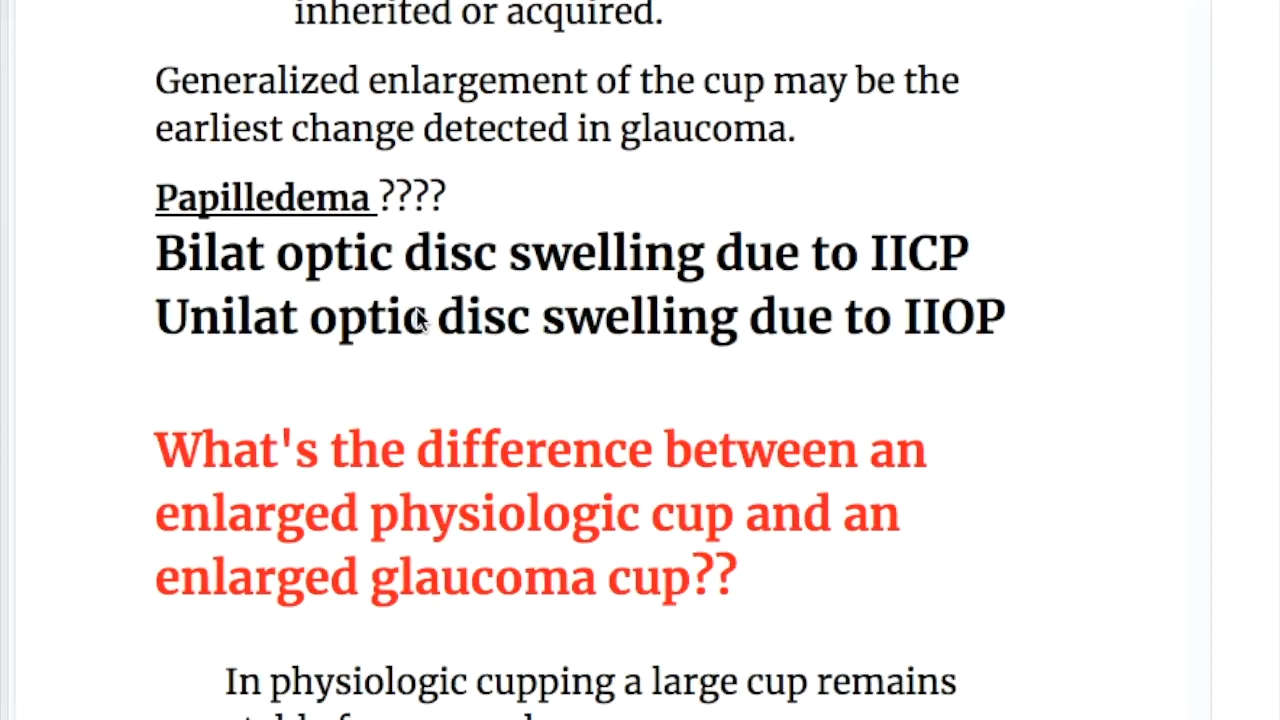 inherited or acquired.
Generalized enlargement of the cup may be the
earliest change detected in glaucoma.
Papilledma ????
Bilat optic disc swelling due to IICP
Unilat optic disc swelling due to IIOP
What's the difference between an
enlarged physiologic cup and an
enlarged glaucoma cup??
In physiologic cupping a large cup remains